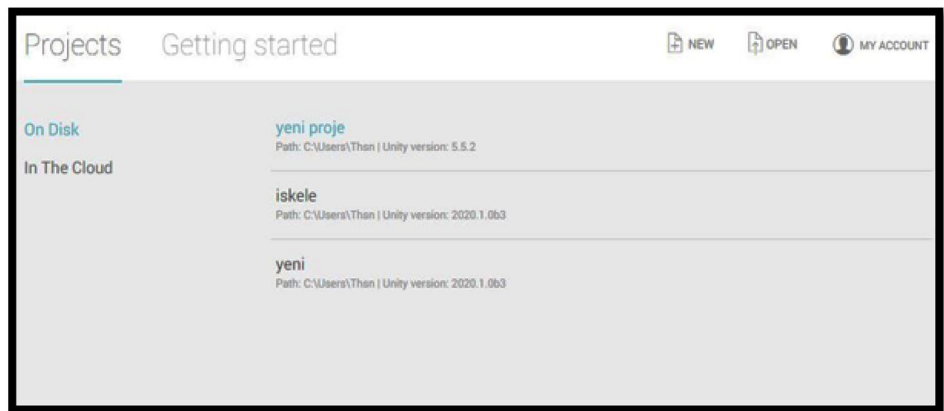 Projects Getting started NEW OPEN MY ACCOUNT
On Disk
In The Cloud
yeni proje
Path: C:\Users\Thsn | Unity version: 5.5.2
iskele
Path: C:\Users\Thsn | Unity version: 2020.1.0b3
yeni
Path: C:\Users\Thsn | Unity version: 2020.1.0b3